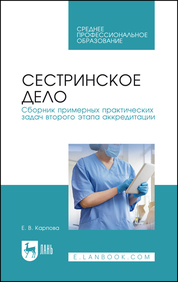 СРЕДНЕЕ
ПРОФЕССИОНАЛЬНОЕ
ОБРАЗОВАНИЕ
СЕСТРИНСКОЕ
ДЕЛО
Сборник примерных практических
задач второго этапа аккредитации
Е. В. Карпова
ЛАНЬ
E.LANBOOK.COM